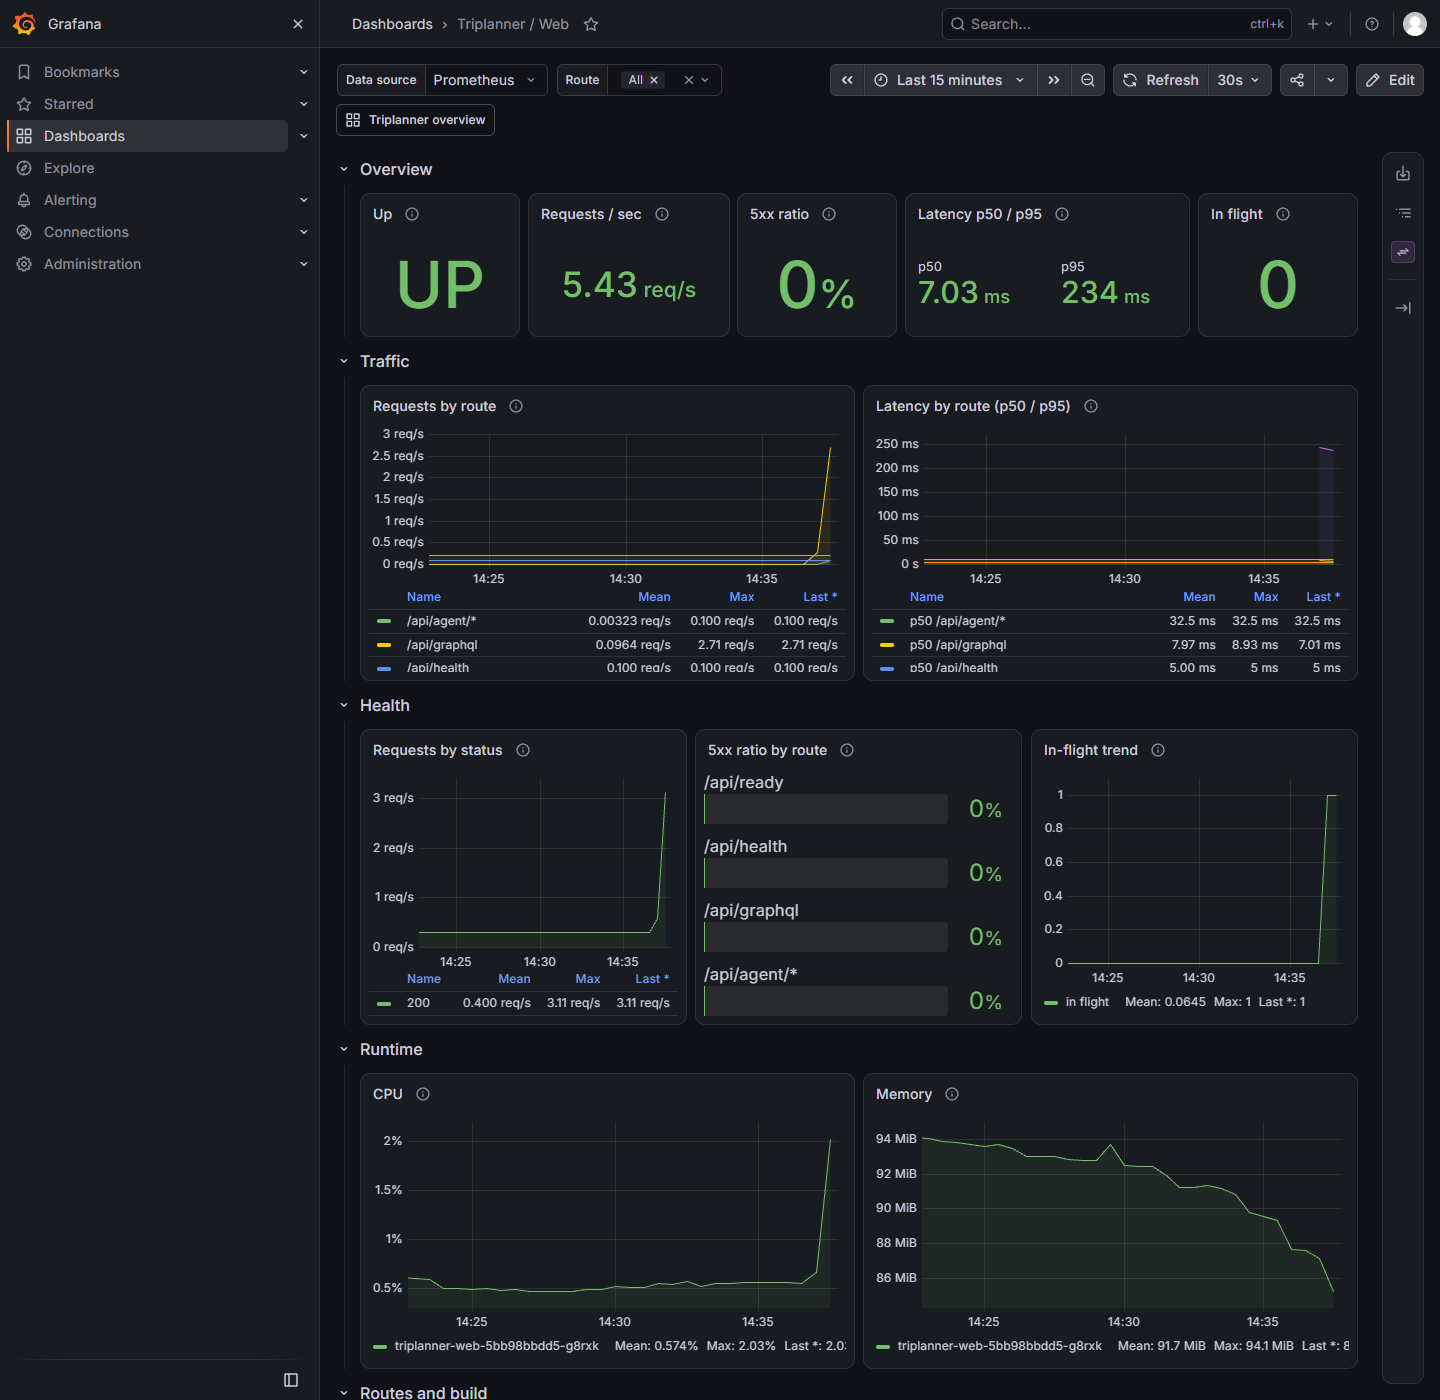 Grafana
Dashboards › Triplanner / Web
Search... ctrl+k
Bookmarks
Starred
Dashboards
Explore
Alerting
Connections
Administration
Data source Prometheus Route All
Last 15 minutes Refresh 30s Edit
Triplanner overview
Overview
Up
UP
Requests / sec
5.43 req/s
5xx ratio
0%
Latency p50 / p95
p50 p95
7.03 ms 234 ms
In flight
0
Traffic
Requests by route
3 req/s
2.5 req/s
2 req/s
1.5 req/s
1 req/s
0.5 req/s
0 req/s
14:25 14:30 14:35
Name Mean Max Last *
/api/agent/* 0.00323 req/s 0.100 req/s 0.100 req/s
/api/graphql 0.0964 req/s 2.71 req/s 2.71 req/s
/api/health 0.100 req/s 0.100 req/s 0.100 req/s
Latency by route (p50 / p95)
250 ms
200 ms
150 ms
100 ms
50 ms
0 s
14:25 14:30 14:35
Name Mean Max Last *
p50 /api/agent/* 32.5 ms 32.5 ms 32.5 ms
p50 /api/graphql 7.97 ms 8.93 ms 7.01 ms
p50 /api/health 5.00 ms 5 ms 5 ms
Health
Requests by status
3 req/s
2 req/s
1 req/s
0 req/s
14:25 14:30 14:35
Name Mean Max Last *
200 0.400 req/s 3.11 req/s 3.11 req/s
5xx ratio by route
/api/ready
0%
/api/health
0%
/api/graphql
0%
/api/agent/*
0%
In-flight trend
1
0.8
0.6
0.4
0.2
0
14:25 14:30 14:35
in flight Mean: 0.0645 Max: 1 Last *: 1
Runtime
CPU
2%
1.5%
1%
0.5%
14:25 14:30 14:35
triplanner-web-5bb98bbdd5-g8rxk Mean: 0.574% Max: 2.03% Last *: 2.03
Memory
94 MiB
92 MiB
90 MiB
88 MiB
86 MiB
14:25 14:30 14:35
triplanner-web-5bb98bbdd5-g8rxk Mean: 91.7 MiB Max: 94.1 MiB Last *: 8
Routes and build